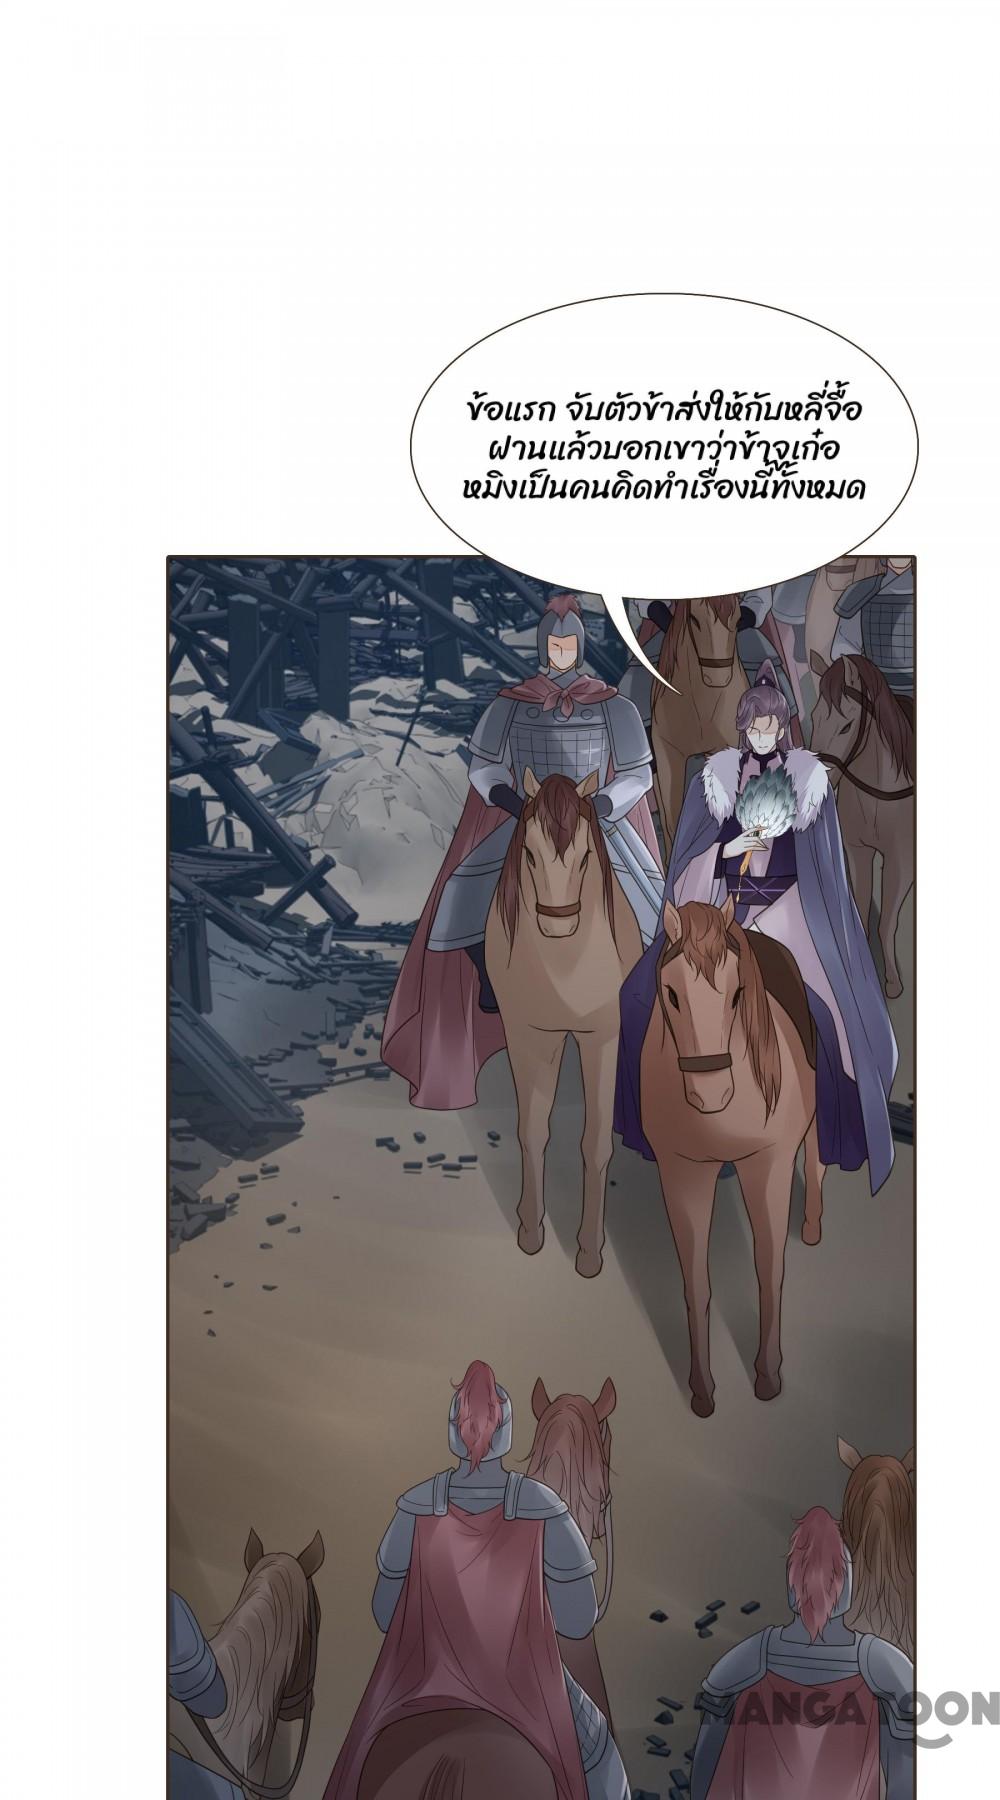 ข้อแรก จับตัวข้าส่งให้กับหลี่จื้อ
ฝานแล้วบอกเขาว่าข้าจูเก๋อ
หมิงเป็นคนคิดทำเรื่องนี้ทั้งหมด
MANGATOON